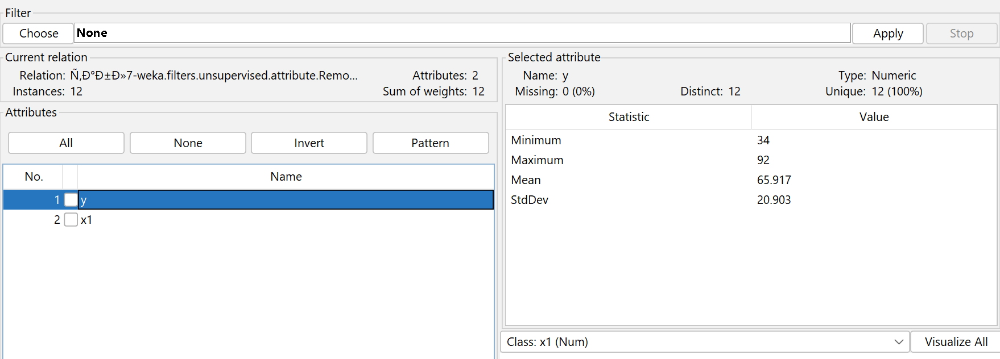 Filter
Choose None Apply Stop
Current relation
Relation: Ñ‚Ð°Ð±Ð»7-weka.filters.unsupervised.attribute.Remo... Attributes: 2
Instances: 12 Sum of weights: 12
Attributes
All None Invert Pattern
No. Name
1 y
2 x1
Selected attribute
Name: y Type: Numeric
Missing: 0 (0%) Distinct: 12 Unique: 12 (100%)
Statistic Value
Minimum 34
Maximum 92
Mean 65.917
StdDev 20.903
Class: x1 (Num) Visualize All